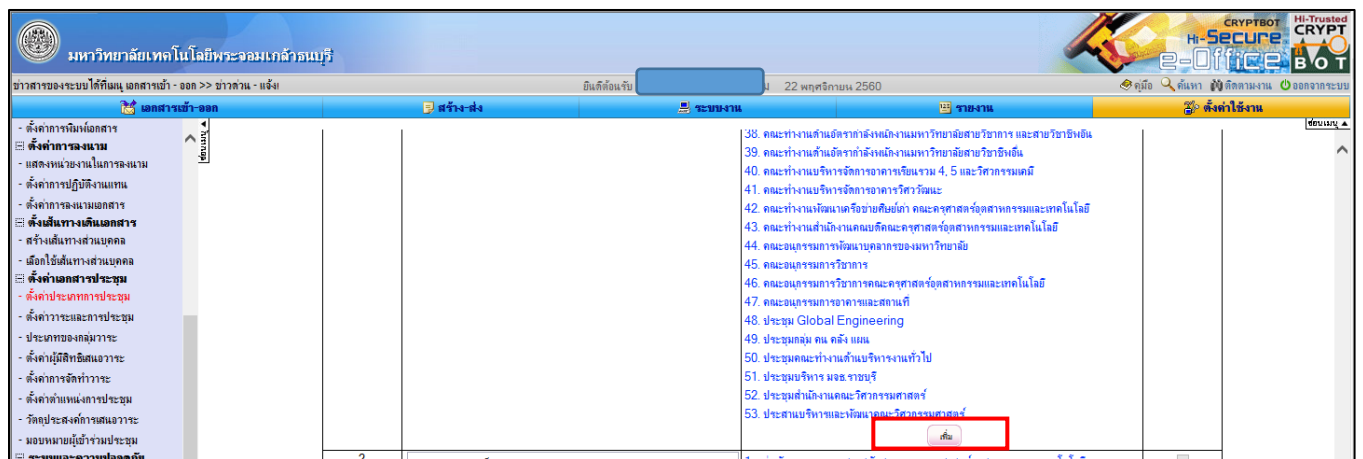 มหาวิทยาลัยเทคโนโลยีพระจอมเกล้าธนบุรี
CRYPTBOT
Hi-Secure
e-Office
Hi-Trusted
CRYPT
BOT
ข่าวสารของระบบได้ที่เมนู เอกสารเข้า - ออก >> ข่าวด่วน - แจ้ง!
ยินดีต้อนรับ
22 พฤศจิกายน 2560
คู่มือ ค้นหา ติดตามงาน ออกจากระบบ
เอกสารเข้า-ออก
สร้าง-ส่ง
ระบบงาน
รายงาน
ตั้งค่าใช้งาน
ซ่อนเมนู
ซ่อนเมนู
- ตั้งค่าการพิมพ์เอกสาร
ตั้งค่าการลงนาม
- แสดงหน่วยงานในการลงนาม
- ตั้งค่าการปฏิบัติงานแทน
- ตั้งค่าการลงนามเอกสาร
ตั้งเส้นทางเดินเอกสาร
- สร้างเส้นทางส่วนบุคคล
- เลือกใช้เส้นทางส่วนบุคคล
ตั้งค่าเอกสารประชุม
- ตั้งค่าประเภทการประชุม
- ตั้งค่าวาระและการประชุม
- ประเภทของกลุ่มวาระ
- ตั้งค่าผู้มีสิทธิเสนอวาระ
- ตั้งค่าการจัดทำวาระ
- ตั้งค่าตำแหน่งการประชุม
- วัตถุประสงค์การเสนอวาระ
- มอบหมายผู้เข้าร่วมประชุม
ระบบและความปลอดภัย
38. คณะทำงานด้านอัตรากำลังพนักงานมหาวิทยาลัยสายวิชาการ และสายวิชาชีพอื่น
39. คณะทำงานด้านอัตรากำลังพนักงานมหาวิทยาลัยสายวิชาชีพอื่น
40. คณะทำงานบริหารจัดการอาคารเรียนรวม 4, 5 และวิศวกรรมเคมี
41. คณะทำงานบริหารจัดการอาคารวิศววัฒนะ
42. คณะทำงานพัฒนาเครือข่ายศิษย์เก่า คณะครุศาสตร์อุตสาหกรรมและเทคโนโลยี
43. คณะทำงานสำนักงานคณบดีคณะครุศาสตร์อุตสาหกรรมและเทคโนโลยี
44. คณะอนุกรรมการพัฒนาบุคลากรของมหาวิทยาลัย
45. คณะอนุกรรมการวิชาการ
46. คณะอนุกรรมการวิชาการคณะครุศาสตร์อุตสาหกรรมและเทคโนโลยี
47. คณะอนุกรรมการอาคารและสถานที่
48. ประชุม Global Engineering
49. ประชุมกลุ่ม คน คลัง แผน
50. ประชุมคณะทำงานด้านบริหารงานทั่วไป
51. ประชุมบริหาร มจธ.ราชบุรี
52. ประชุมสำนักงานคณะวิศวกรรมศาสตร์
53. ประสานบริหารและพัฒนาคณะวิศวกรรมศาสตร์
เพิ่ม
2